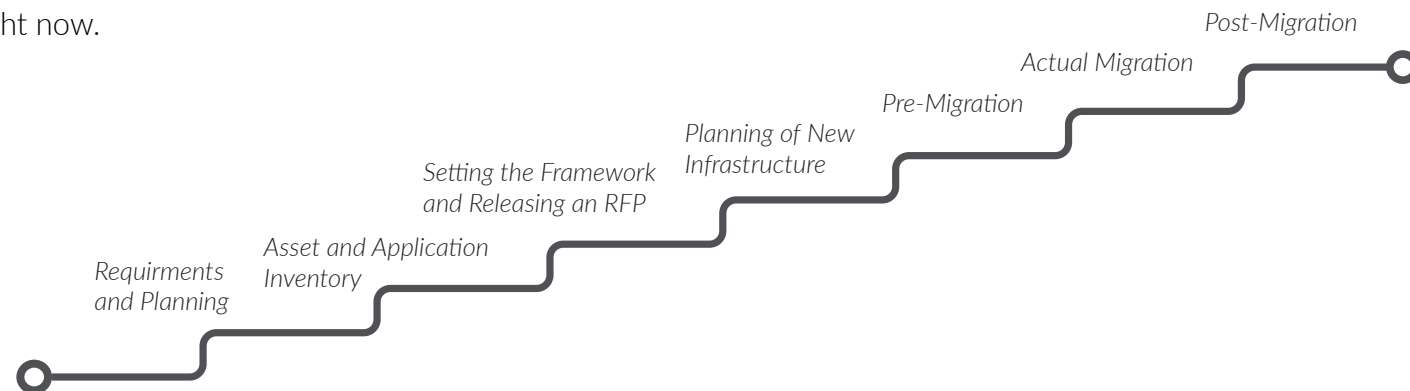 ht now.
Requirments
and Planning
Asset and Application
Inventory
Setting the Framework
and Releasing an RFP
Planning of New
Infrastructure
Pre-Migration
Actual Migration
Post-Migration